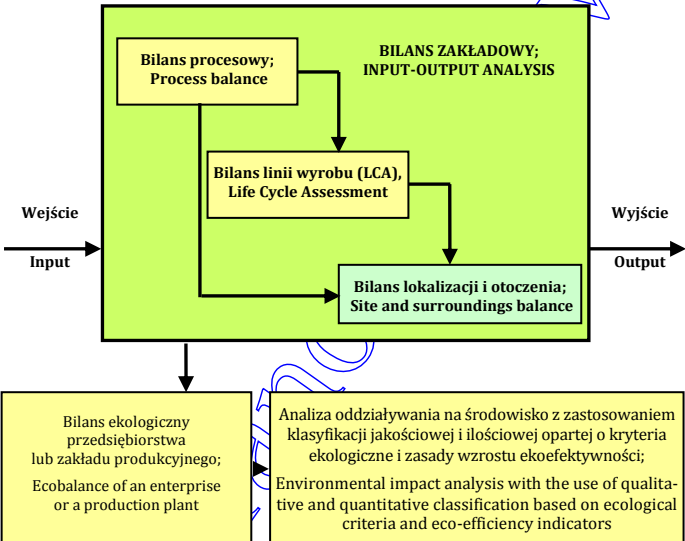 Bilans procesowy;
Process balance
BILANS ZAKŁADOWY;
INPUT-OUTPUT ANALYSIS
Bilans linii wyrobu (LCA),
Life Cycle Assessment
Wejście
Input
Wyjście
Output
Bilans lokalizacji i otoczenia;
Site and surroundings balance
Bilans ekologiczny
przedsiębiorstwa
lub zakładu produkcyjnego;
Ecobalance of an enterprise
or a production plant
Analiza oddziaływania na środowisko z zastosowaniem
klasyfikacji jakościowej i ilościowej opartej o kryteria
ekologiczne i zasady wzrostu ekoefektywności;
Environmental impact analysis with the use of qualita-
tive and quantitative classification based on ecological
criteria and eco-efficiency indicators